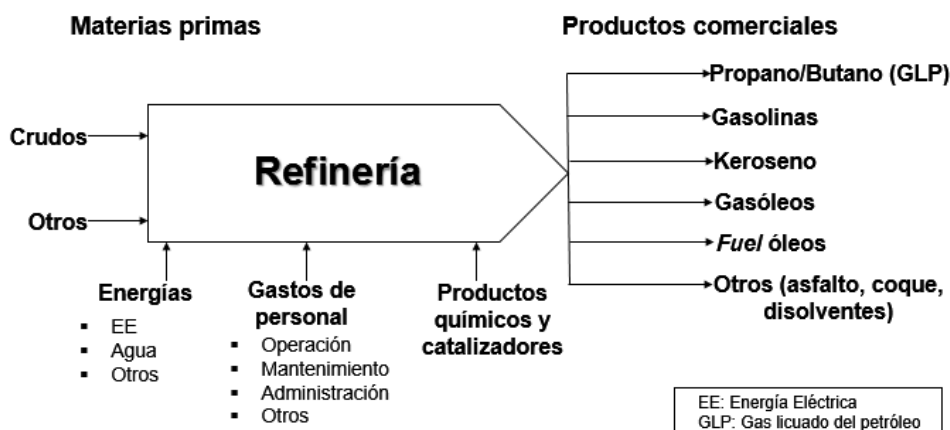 Materias primas
Productos comerciales
Crudos
Otros
Refinería
Propano/Butano (GLP)
Gasolinas
Keroseno
Gasóleos
Fuel óleos
Otros (asfalto, coque,
disolventes)
Energías
▪ EE
▪ Agua
▪ Otros
Gastos de
personal
▪ Operación
▪ Mantenimiento
▪ Administración
▪ Otros
Productos
químicos y
catalizadores
EE: Energía Eléctrica
GLP: Gas licuado del petróleo